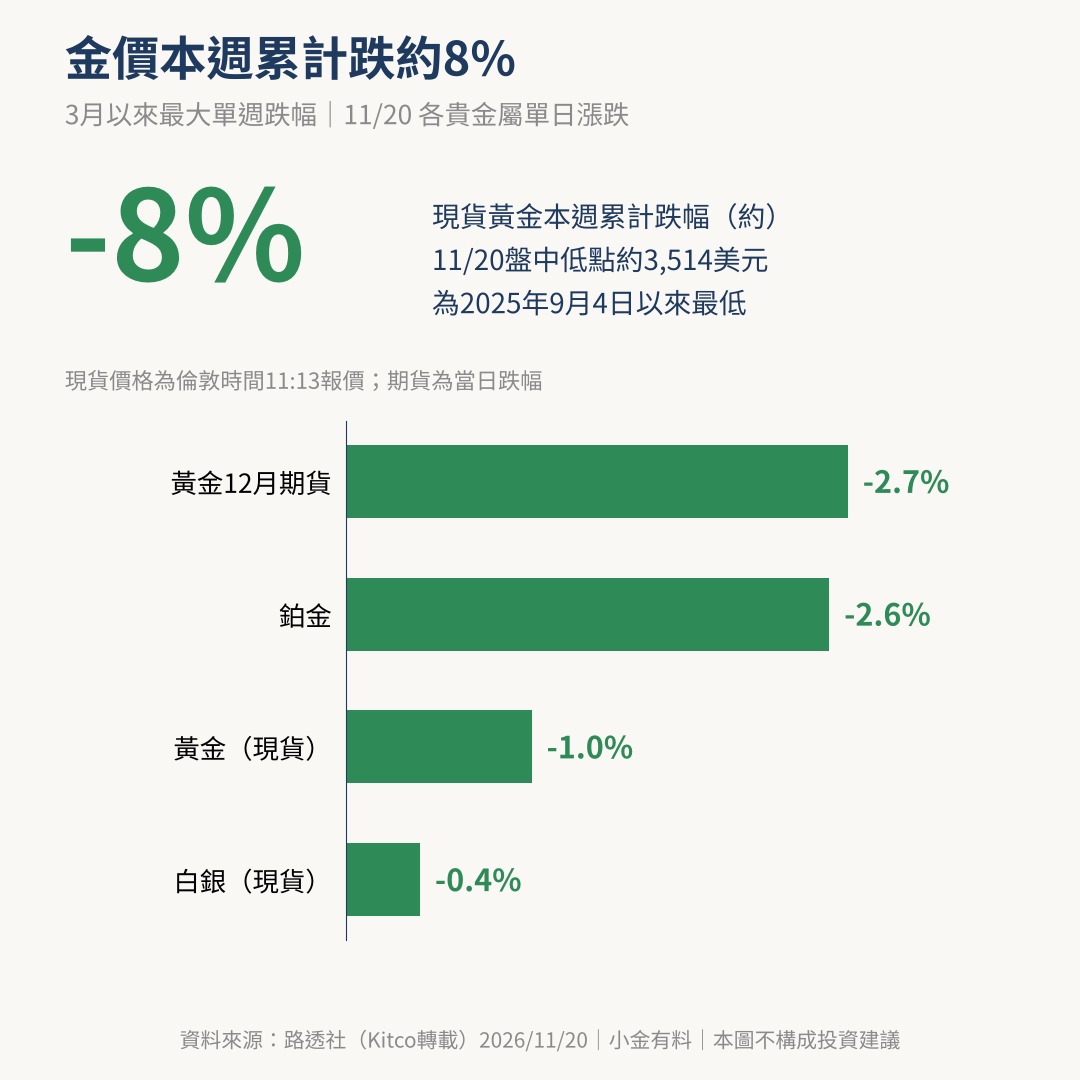 金價本週累計跌約8%
3月以來最大單週跌幅｜11/20 各貴金屬單日漲跌
-8%
現貨黃金本週累計跌幅（約）
11/20盤中低點約3,514美元
為2025年9月4日以來最低
現貨價格為倫敦時間11:13報價；期貨為當日跌幅
黃金12月期貨 -2.7%
鉑金 -2.6%
黃金（現貨） -1.0%
白銀（現貨） -0.4%
資料來源：路透社（Kitco轉載）2026/11/20｜小金有料｜本圖不構成投資建議